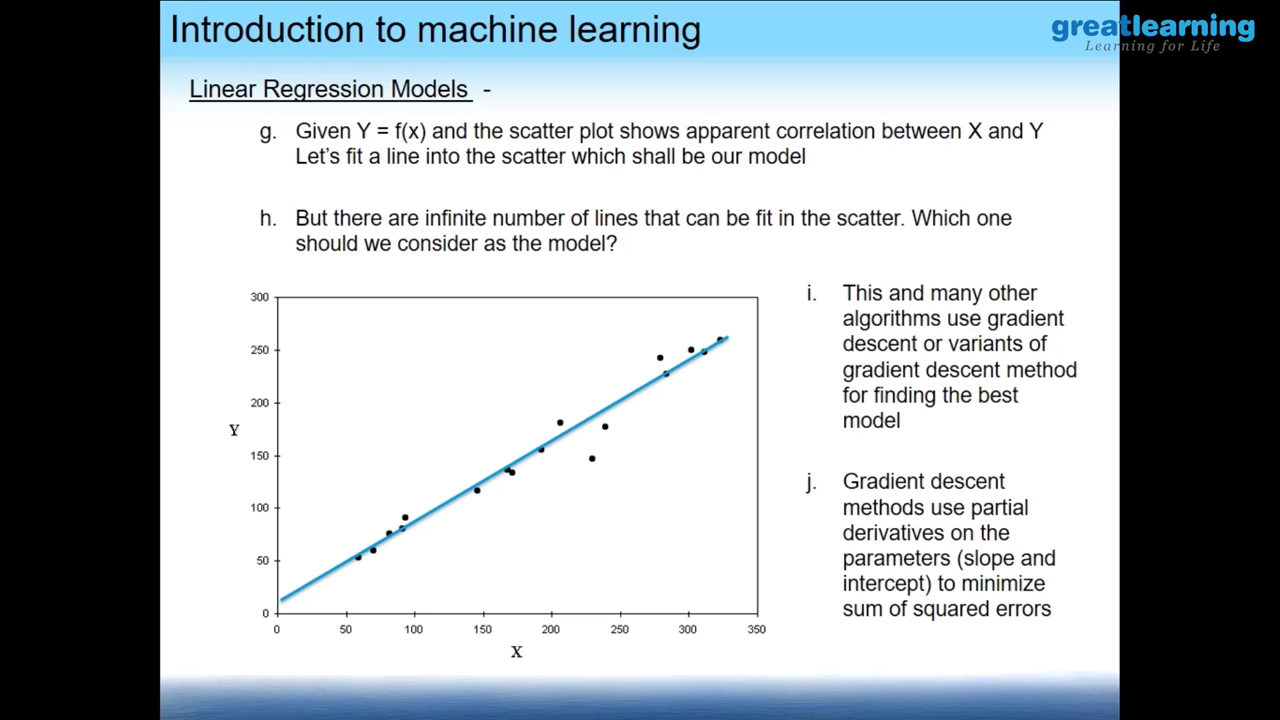 Introduction to machine learning
greatlearning
Learning for Life
Linear Regression Models -
g. Given Y = f(x) and the scatter plot shows apparent correlation between X and Y
Let's fit a line into the scatter which shall be our model
h. But there are infinite number of lines that can be fit in the scatter. Which one
should we consider as the model?
300
250
200
150
100
50
0
Y
0 50 100 150 200 250 300 350
X
i. This and many other
algorithms use gradient
descent or variants of
gradient descent method
for finding the best
model
j. Gradient descent
methods use partial
derivatives on the
parameters (slope and
intercept) to minimize
sum of squared errors